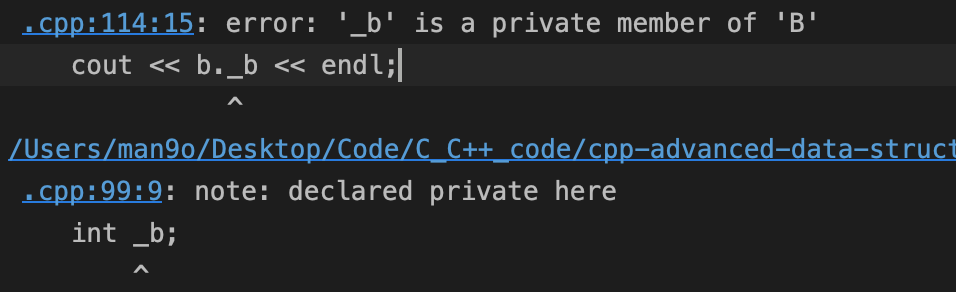 .cpp:114:15: error: '_b' is a private member of 'B'
cout << b._b << endl;
^
/Users/man9o/Desktop/Code/C_C++_code/cpp-advanced-data-struct
.cpp:99:9: note: declared private here
int _b;
^